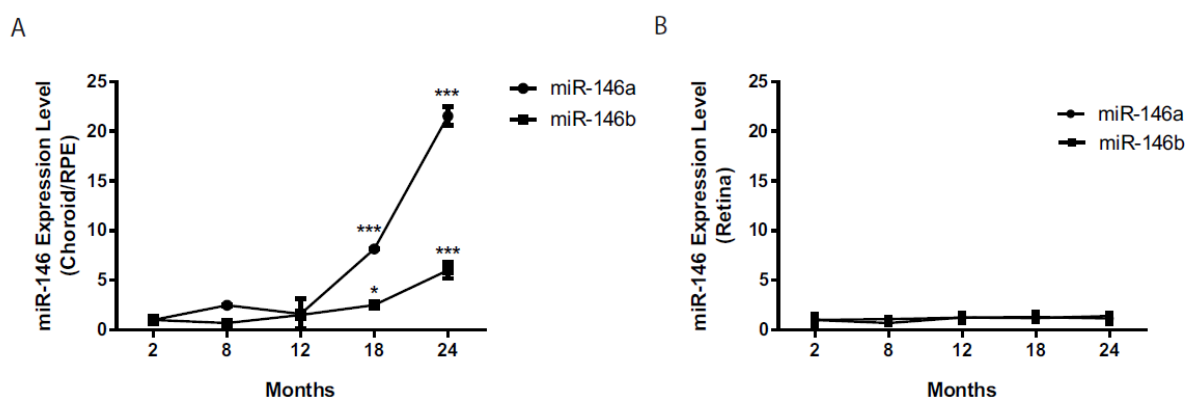 A
miR-146 Expression Level
(Choroid/RPE)
25
20
15
10
5
0
***
***
***
*
miR-146a
miR-146b
2 8 12 18 24
Months
B
miR-146 Expression Level
(Retina)
25
20
15
10
5
0
miR-146a
miR-146b
2 8 12 18 24
Months